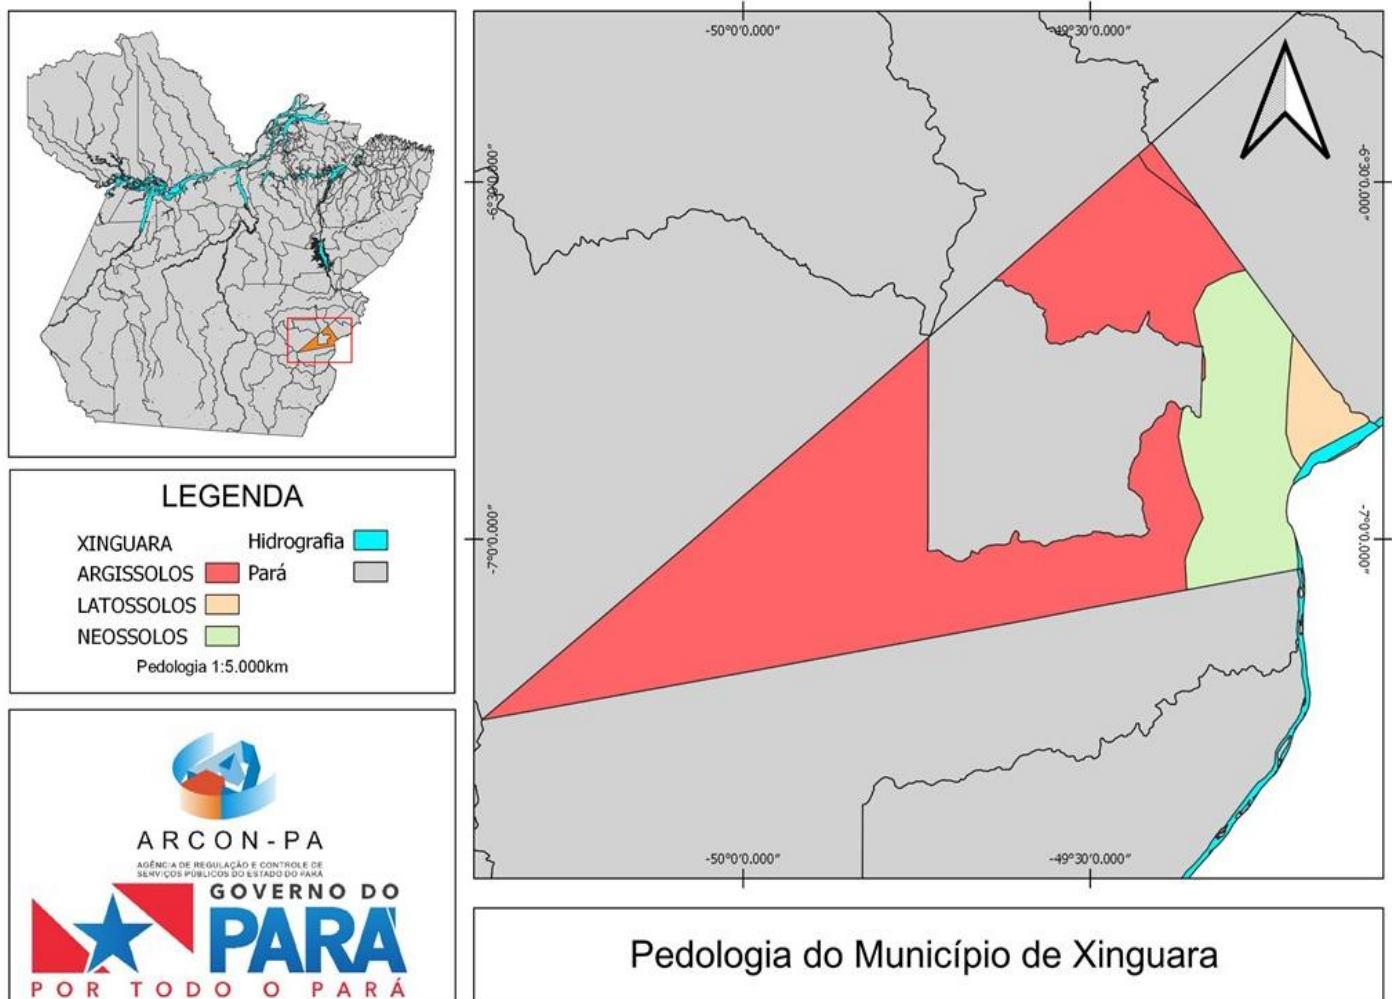 -50°0'0.000"
-49°30'0.000"
-6°30'0.000"
-6°30'0.000"
-7°0'0.000"
-7°0'0.000"
-50°0'0.000"
-49°30'0.000"
LEGENDA
XINGUARA
Hidrografia
ARGISSOLOS
Pará
LATOSSOLOS
NEOSSOLOS
Pedologia 1:5.000km
ARCON-PA
AGÊNCIA DE REGULAÇÃO E CONTROLE DE
SERVIÇOS PÚBLICOS DO ESTADO DO PARÁ
GOVERNO DO
PARÁ
POR TODO O PARÁ
Pedologia do Município de Xinguara